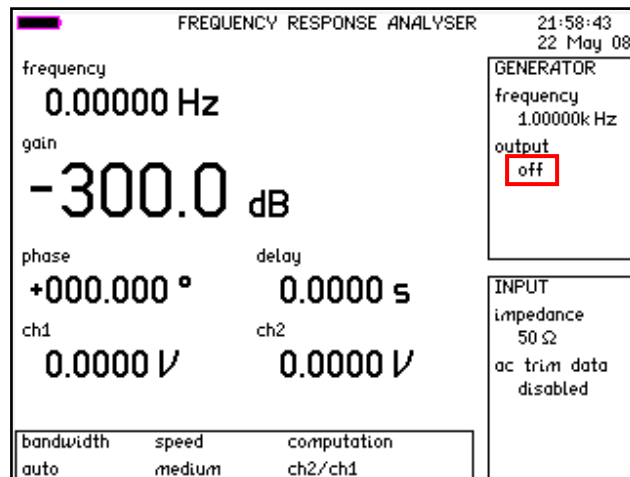 FREQUENCY RESPONSE ANALYSER
21:58:43
22 May 08
frequency
0.00000 Hz
gain
-300.0 dB
phase
delay
+000.000 °
0.0000 s
ch1
ch2
0.0000 V
0.0000 V
bandwidth
speed
computation
auto
medium
ch2/ch1
GENERATOR
frequency
1.00000k Hz
output
off
INPUT
impedance
50 Ω
ac trim data
disabled